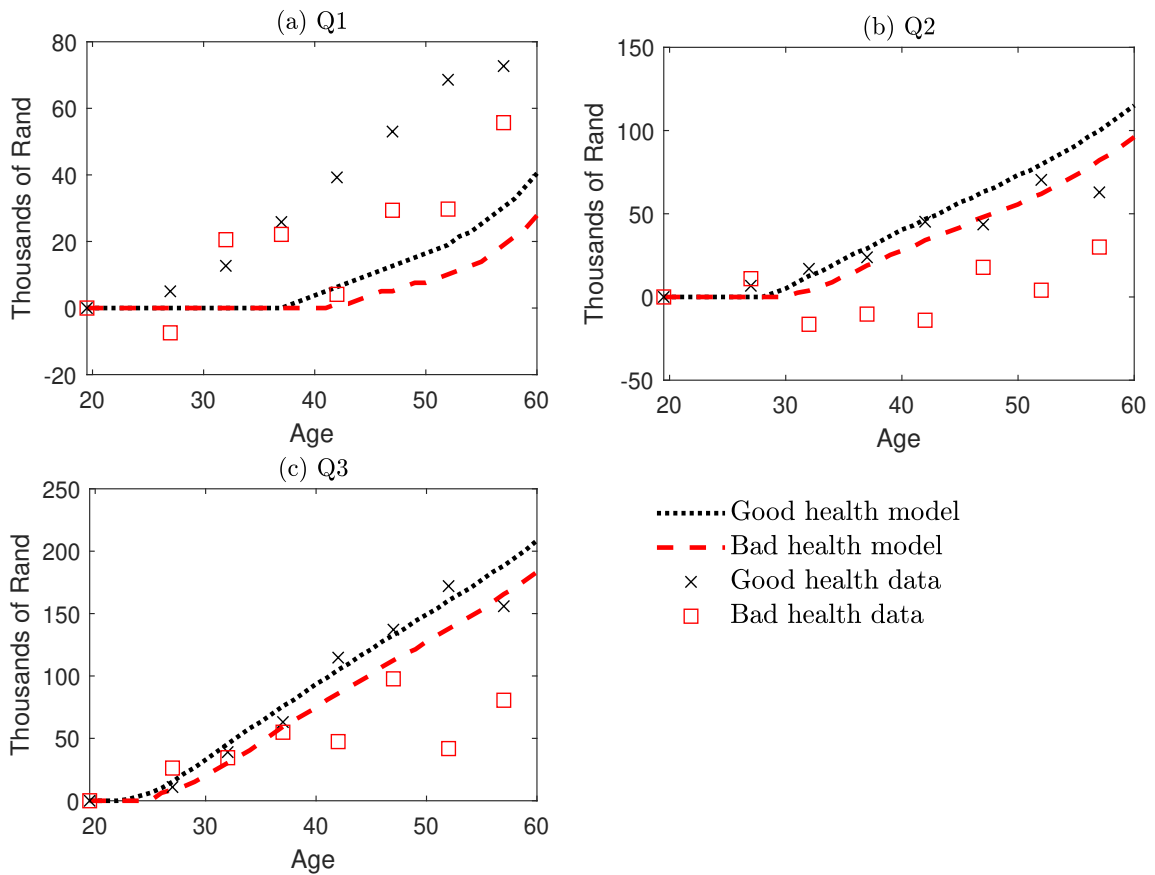 (a) Q1
80
60
40
20
0
-20
20
30
40
50
60
Thousands of Rand
Age
(b) Q2
150
100
50
0
-50
20
30
40
50
60
Thousands of Rand
Age
(c) Q3
250
200
150
100
50
0
20
30
40
50
60
Thousands of Rand
Age
Good health model
Bad health model
Good health data
Bad health data